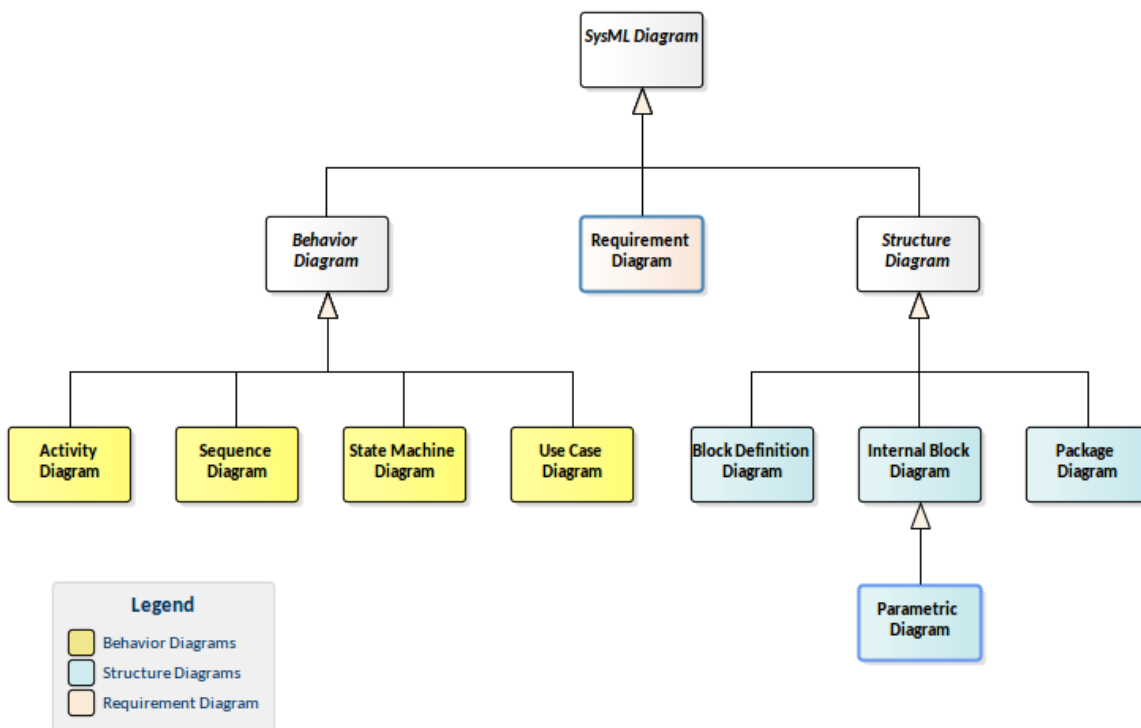 SysML Diagram
Behavior
Diagram
Requirement
Diagram
Structure
Diagram
Activity
Diagram
Sequence
Diagram
State Machine
Diagram
Use Case
Diagram
Block Definition
Diagram
Internal Block
Diagram
Package
Diagram
Parametric
Diagram
Legend
Behavior Diagrams
Structure Diagrams
Requirement Diagram